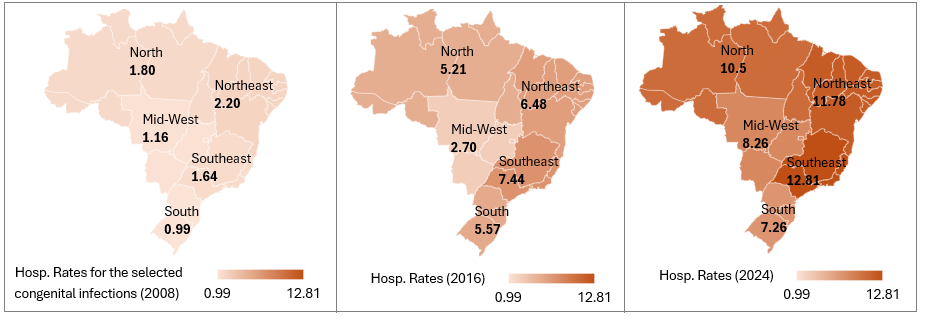 North
1.80
Northeast
2.20
Mid-West
1.16
Southeast
1.64
South
0.99
Hosp. Rates for the selected
congenital infections (2008)
0.99 12.81
North
5.21
Northeast
6.48
Mid-West
2.70
Southeast
7.44
South
5.57
Hosp. Rates (2016)
0.99 12.81
North
10.5
Northeast
11.78
Mid-West
8.26
Southeast
12.81
South
7.26
Hosp. Rates (2024)
0.99 12.81